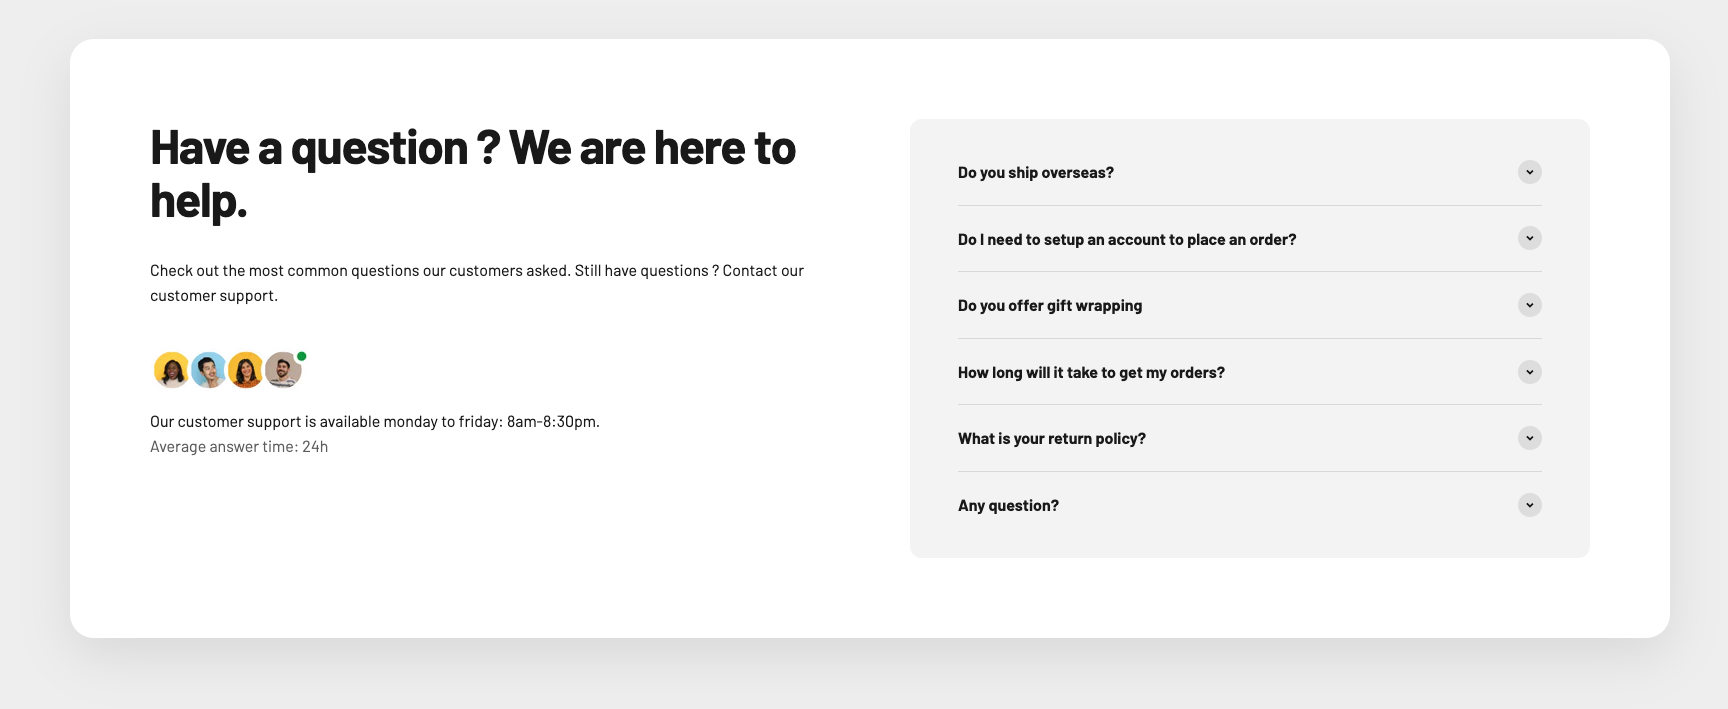 Have a question ? We are here to
help.
Check out the most common questions our customers asked. Still have questions ? Contact our
customer support.
Our customer support is available monday to friday: 8am-8:30pm.
Average answer time: 24h
Do you ship overseas?
Do I need to setup an account to place an order?
Do you offer gift wrapping
How long will it take to get my orders?
What is your return policy?
Any question?